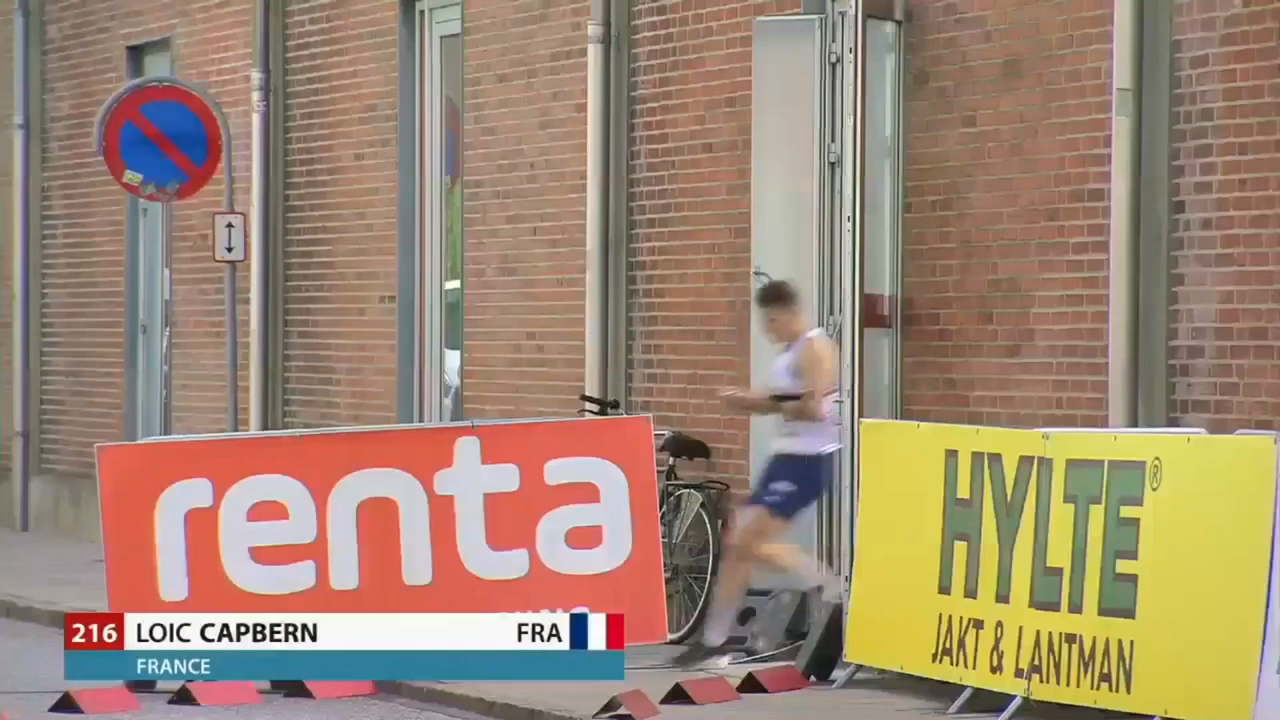 renta
HYLTE®
JAKT & LANTMAN
216 LOIC CAPBERN FRA
FRANCE